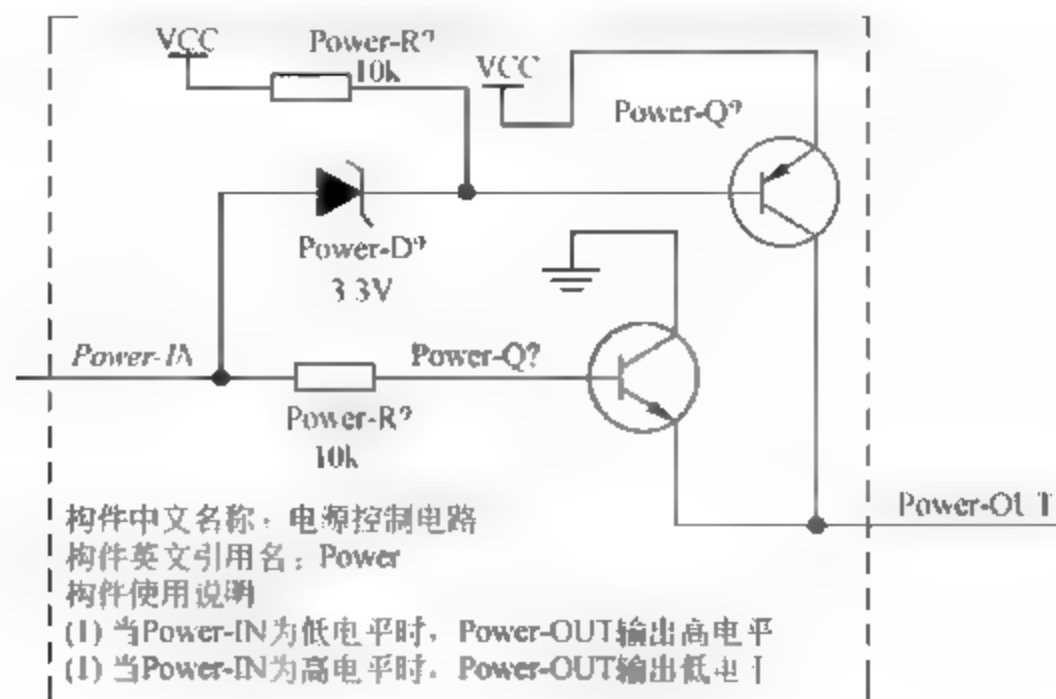 VCC
Power-R?
10k
VCC
Power-Q?
Power-D?
3.3V
Power-IN
Power-Q?
Power-R?
10k
Power-OUT
构件中文名称:电源控制电路
构件英文引用名:Power
构件使用说明
(1) 当Power-IN为低电平时,Power-OUT输出高电平
(1) 当Power-IN为高电平时,Power-OUT输出低电